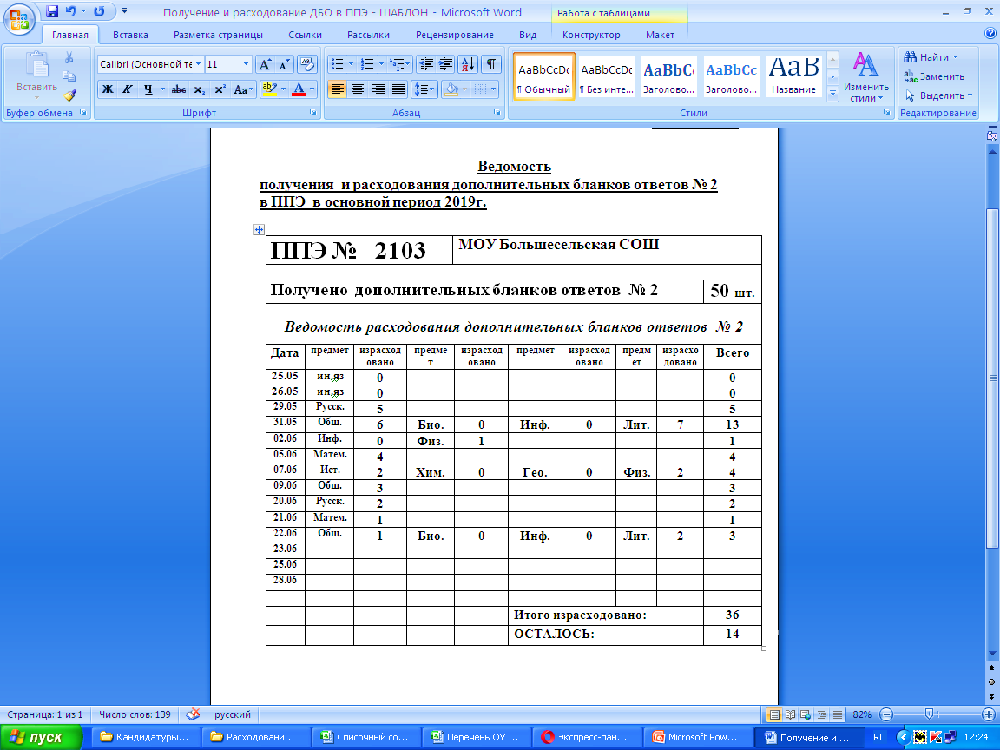 Получение и расходование ДБО в ППЭ - ШАБЛОН - Microsoft Word
Работа с таблицами
Главная Вставка Разметка страницы Ссылки Рассылки Рецензирование Вид Конструктор Макет
Вставить
Calibri (Основной те 11
Ж К Ч abc x₂ x² Aa
AaBbCcDc AaBbCcDc AaBbCc AaBbCc AaB
¶ Обычный ¶ Без инте... Заголово... Заголово... Название
Изменить стили
Найти
Заменить
Выделить
Буфер обмена Шрифт Абзац Стили Редактирование
Ведомость
получения и расходования дополнительных бланков ответов № 2
в ППЭ в основной период 2019г.
ППЭ № 2103 МОУ Большесельская СОШ
Получено дополнительных бланков ответов № 2 50 шт.
Ведомость расходования дополнительных бланков ответов № 2
Дата предмет израсходовано предмет израсходовано предмет израсходовано предмет израсходовано Всего
25.05 ин,яз 0 0
26.05 ин,яз 0 0
29.05 Русск. 5 5
31.05 Общ. 6 Био. 0 Инф. 0 Лит. 7 13
02.06 Инф. 0 Физ. 1 1
05.06 Матем. 4 4
07.06 Ист. 2 Хим. 0 Гео. 0 Физ. 2 4
09.06 Общ. 3 3
20.06 Русск. 2 2
21.06 Матем. 1 1
22.06 Общ. 1 Био. 0 Инф. 0 Лит. 2 3
23.06
25.06
28.06
Итого израсходовано: 36
ОСТАЛОСЬ: 14
Страница: 1 из 1 Число слов: 139 русский 82%
пуск Кандидатуры... Расходовани... Списочный со... Перечень ОУ ... Экспресс-пан... Microsoft Pow... Получение и ... RU 12:24